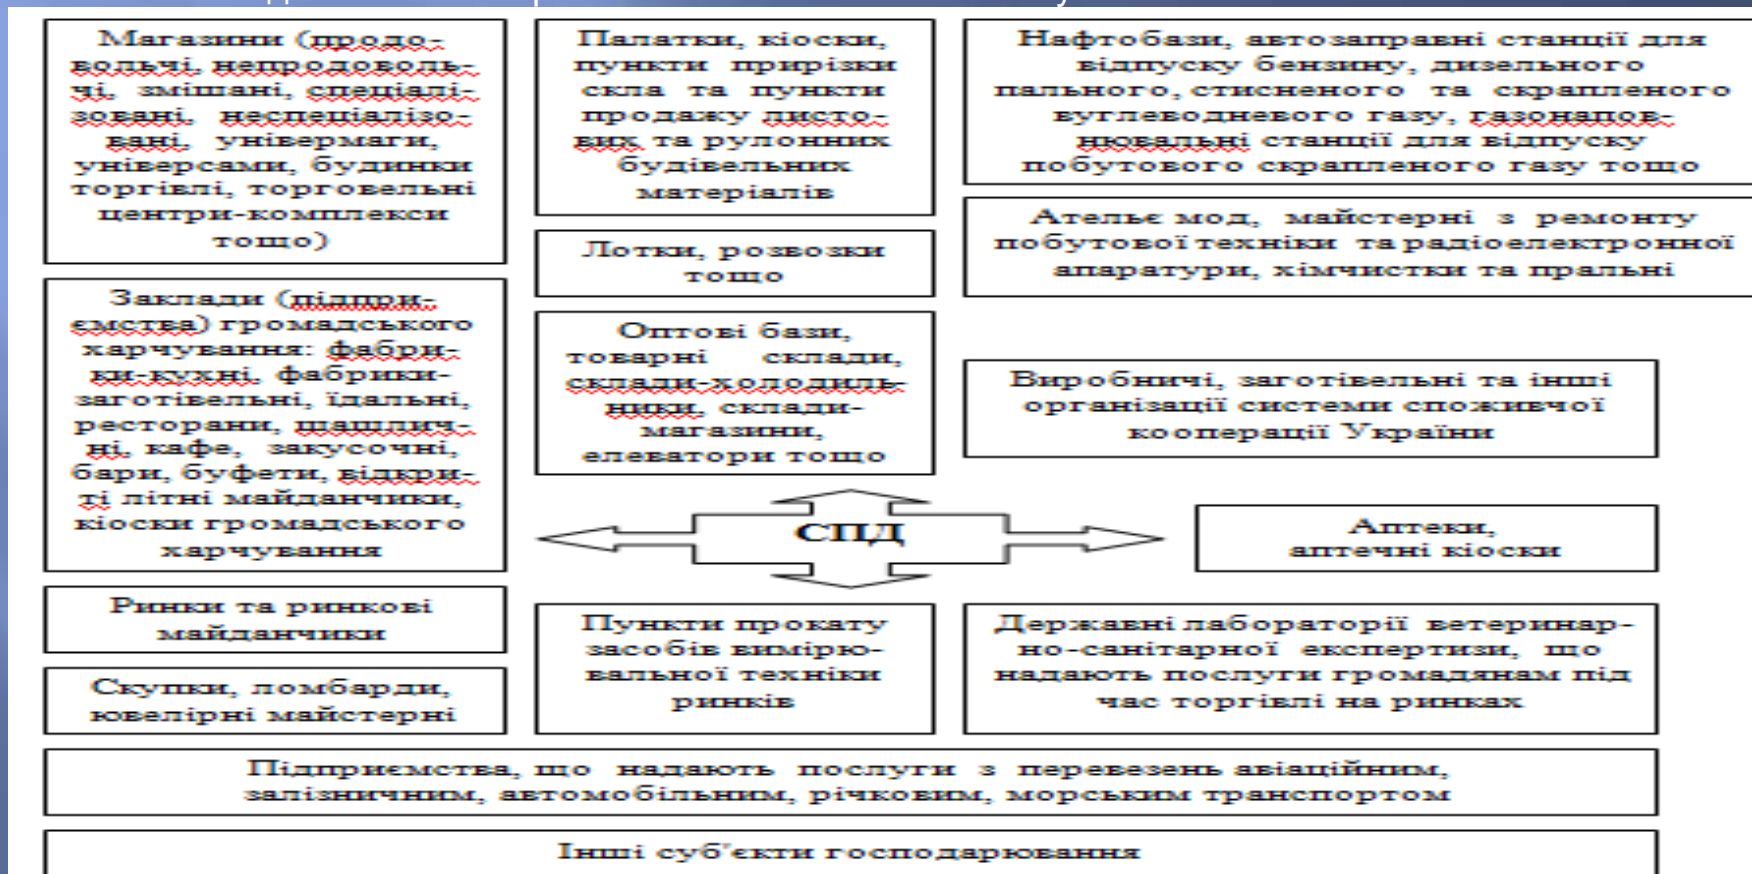 Магазини (продо-
вольчі, непродоволь-
чі, змішані, спеціалі-
зовані, неспеціалізо-
вані, універмаги,
універсами, будинки
торгівлі, торговельні
центри-комплекси
тощо)
Заклади (підпри-
ємства) громадського
харчування: фабри-
ки-кухні, фабрики-
заготівельні, їдальні,
ресторани, шашлич-
ні, кафе, закусочні,
бари, буфети, відкри-
ті літні майданчики,
кіоски громадського
харчування
Ринки та ринкові
майданчики
Скупки, ломбарди,
ювелірні майстерні
Палатки, кіоски,
пункти прирізки
скла та пункти
продажу листо-
вих та рулонних
будівельних
матеріалів
Лотки, розвозки
тощо
Оптові бази,
товарні склади,
склади-холодиль-
ники, склади-
магазини,
елеватори тощо
СПД
Пункти прокату
засобів вимірю-
вальної техніки
ринків
Нафтобази, автозаправні станції для
відпуску бензину, дизельного
пального, стисненого та скрапленого
вуглеводневого газу, газонапов-
нювальні станції для відпуску
побутового скрапленого газу тощо
Ательє мод, майстерні з ремонту
побутової техніки та радіоелектронної
апаратури, хімчистки та пральні
Виробничі, заготівельні та інші
організації системи споживчої
кооперації України
Аптеки,
аптечні кіоски
Державні лабораторії ветеринар-
но-санітарної експертизи, що
надають послуги громадянам під
час торгівлі на ринках
Підприємства, що надають послуги з перевезень авіаційним,
залізничним, автомобільним, річковим, морським транспортом
Інші суб'єкти господарювання